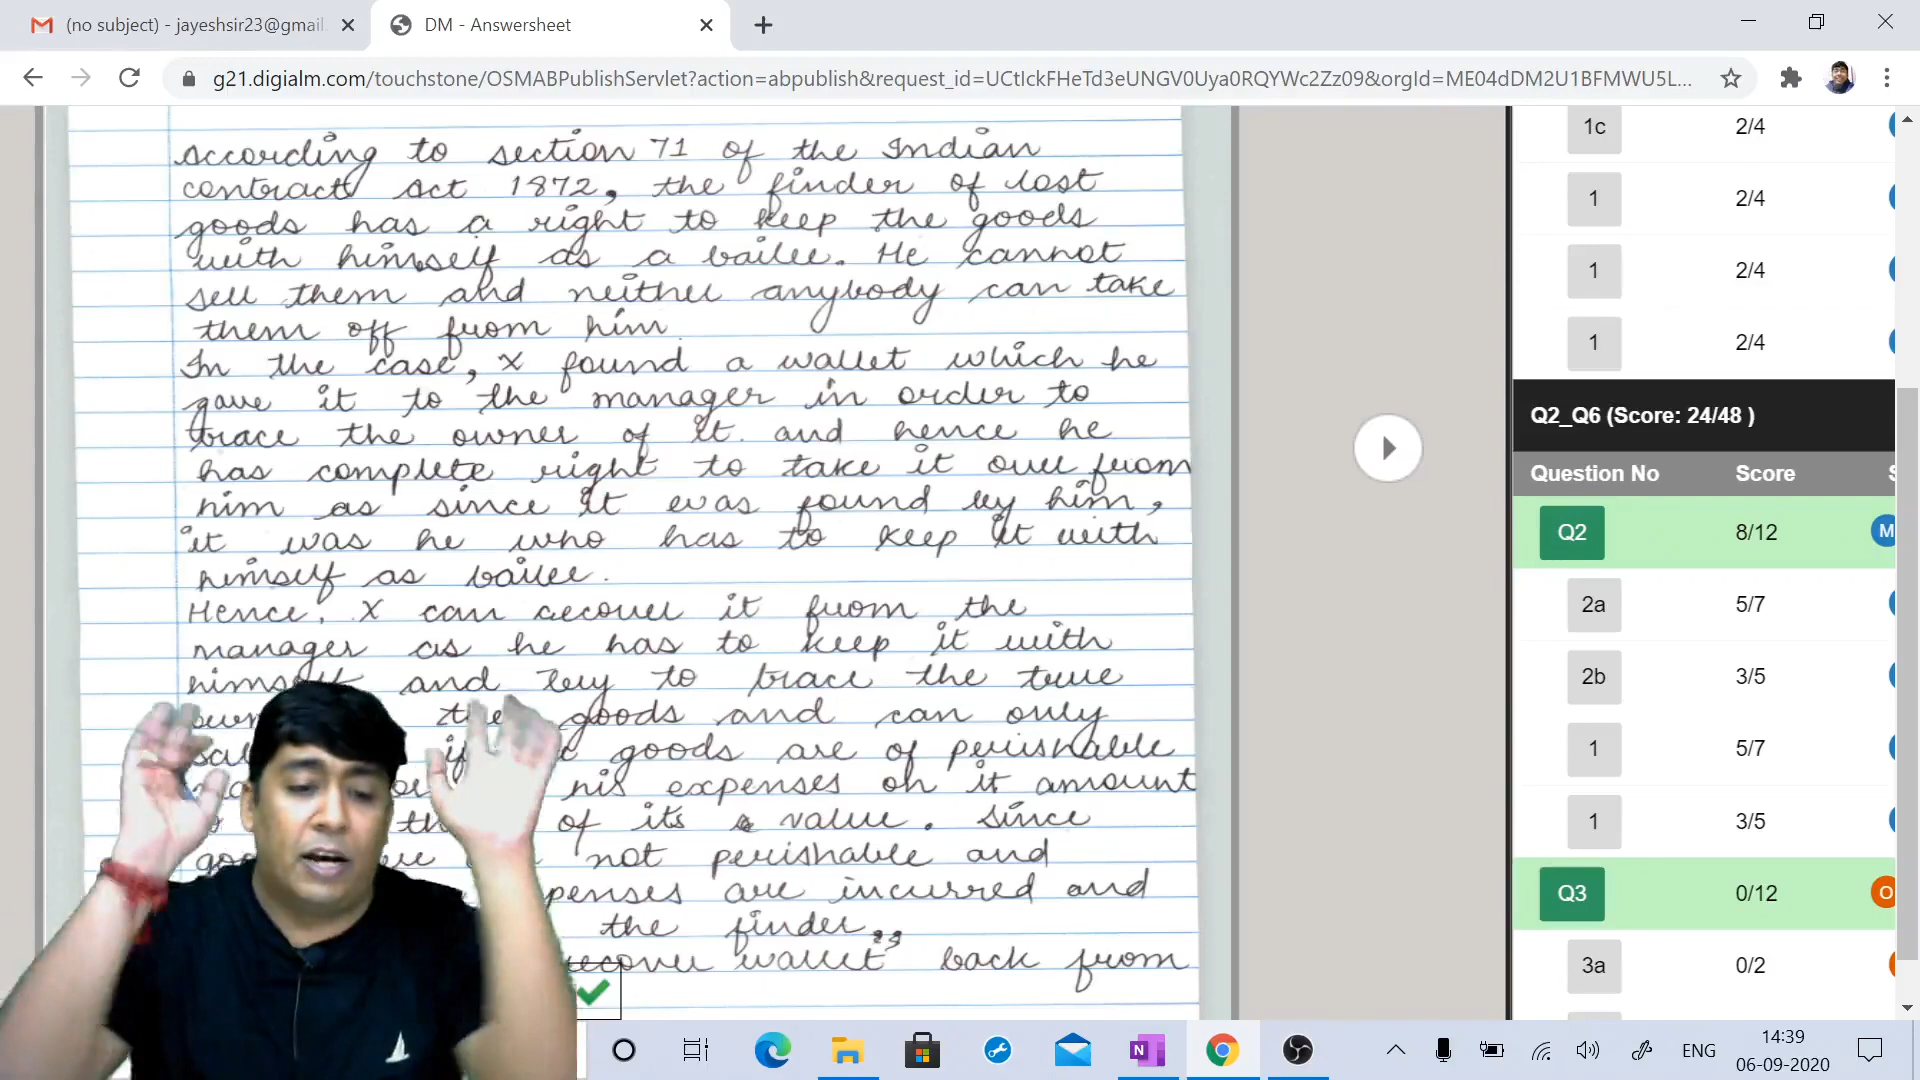 (no subject) - jayeshsir23@gmail.
DM - Answersheet
g21.digialm.com/touchstone/OSMABPublishServlet?action=abpublish&request_id=UCtIckFHeTd3eUNGV0Uya0RQYWc2Zz09&orgId=ME04dDM2U1BFMWU5L...
According to section 71 of the Indian
contract Act 1872, the finder of lost
goods has a right to keep the goods
with himself as a bailee. He cannot
sell them and neither anybody can take
them off from him
In the case, X found a wallet which he
gave it to the manager in order to
trace the owner of it. and hence he
has complete right to take it over from
him as since it was found by him,
it was he who has to keep it with
himself as bailee.
Hence, X can recover it from the
manager as he has to keep it with
himself and try to trace the true
the goods and can only
if goods are of perishable
his expenses on it amount
of its value. Since
not perishable and
are incurred and
the finder,
recover wallet back from
1c 2/4
1 2/4
1 2/4
1 2/4
Q2_Q6 (Score: 24/48 )
Question No Score S
Q2 8/12 M
2a 5/7
2b 3/5
1 5/7
1 3/5
Q3 0/12 O
3a 0/2
N
ENG
14:39
06-09-2020